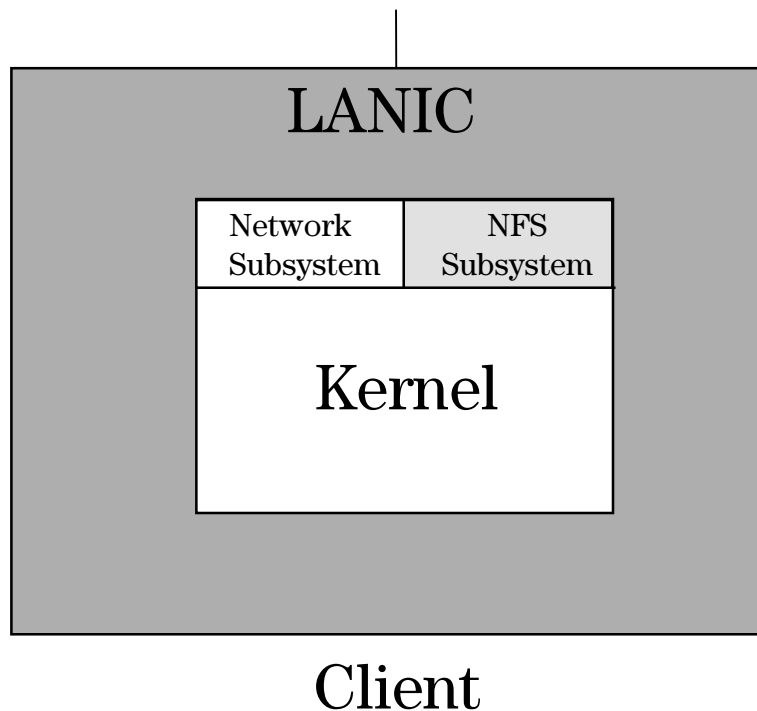 LANIC
Network
Subsystem
NFS
Subsystem
Kernel
Client